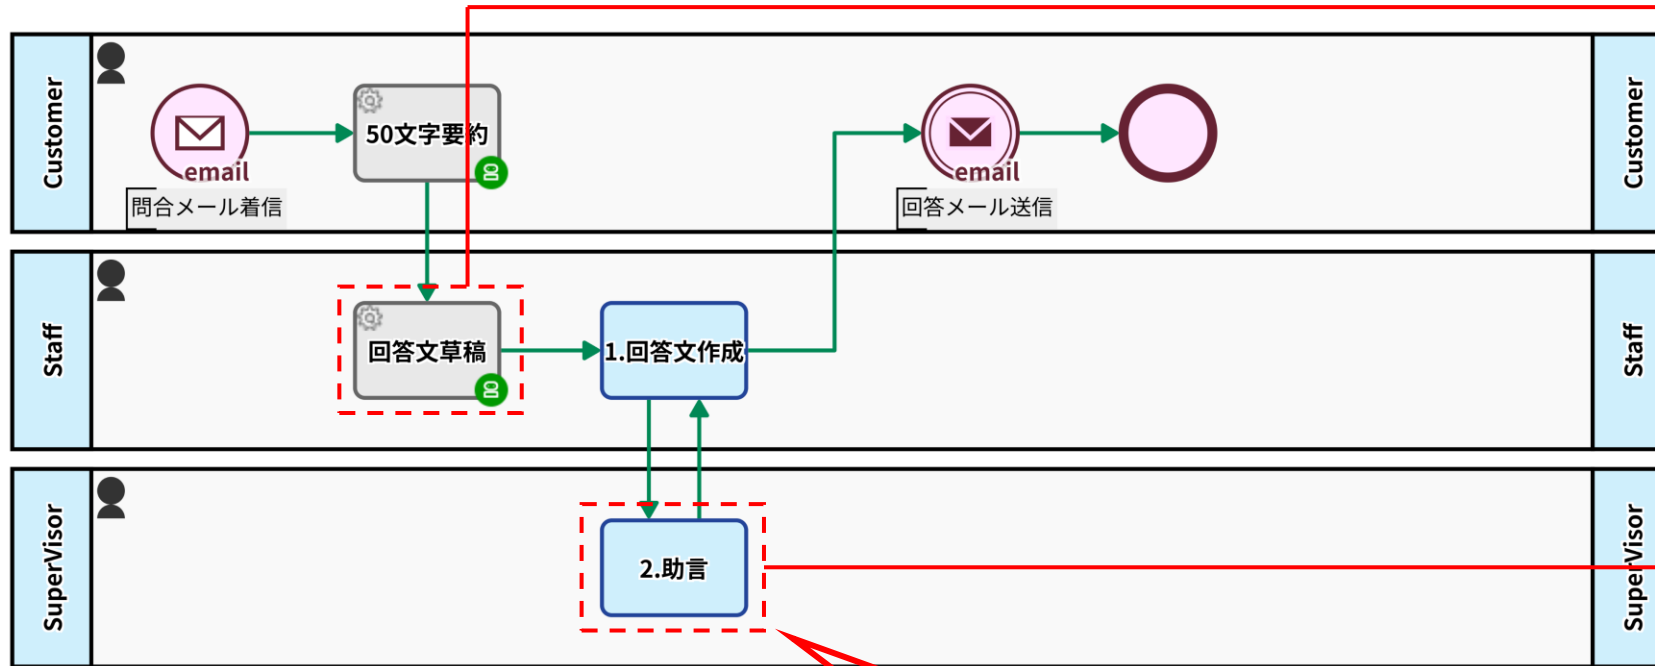 Customer
50文字要約
email
問合メール着信
email
回答メール送信
Customer
Staff
回答文草稿
1.回答文作成
Staff
SuperVisor
2.助言
SuperVisor